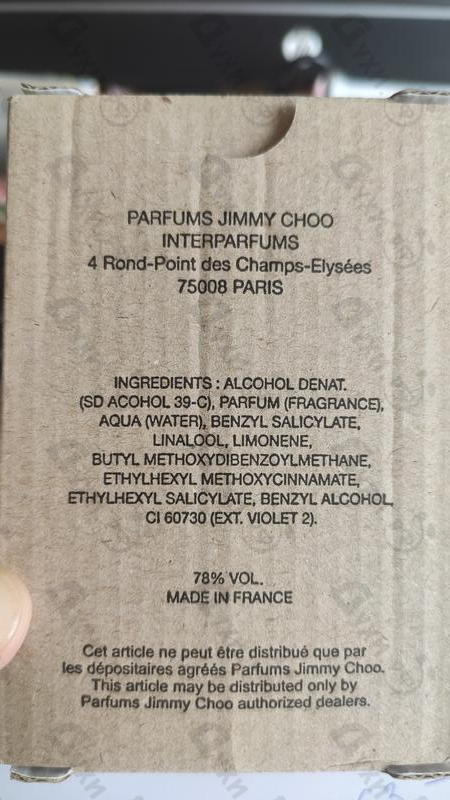 PARFUMS JIMMY CHOO
INTERPARFUMS
4 Rond-Point des Champs-Elysées
75008 PARIS
INGREDIENTS : ALCOHOL DENAT.
(SD ACOHOL 39-C), PARFUM (FRAGRANCE),
AQUA (WATER), BENZYL SALICYLATE,
LINALOOL, LIMONENE,
BUTYL METHOXYDIBENZOYLMETHANE,
ETHYLHEXYL METHOXYCINNAMATE,
ETHYLHEXYL SALICYLATE, BENZYL ALCOHOL,
CI 60730 (EXT. VIOLET 2).
78% VOL.
MADE IN FRANCE
Cet article ne peut être distribué que par
les dépositaires agréés Parfums Jimmy Choo.
This article may be distributed only by
Parfums Jimmy Choo authorized dealers.